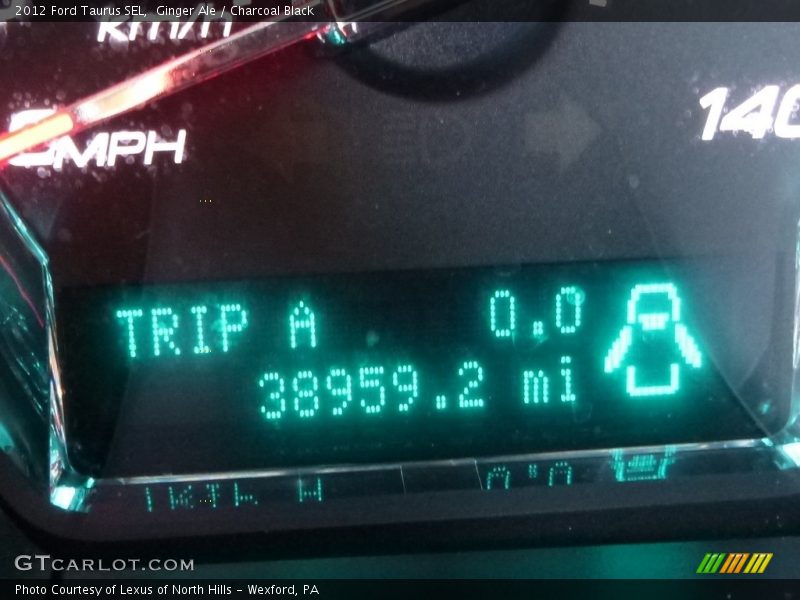 2012 Ford Taurus SEL,  Ginger Ale / Charcoal Black
km/h
MPH
140
TRIP A 0.0
38959.2 mi
GTCARLOT.COM
Photo Courtesy of Lexus of North Hills - Wexford, PA